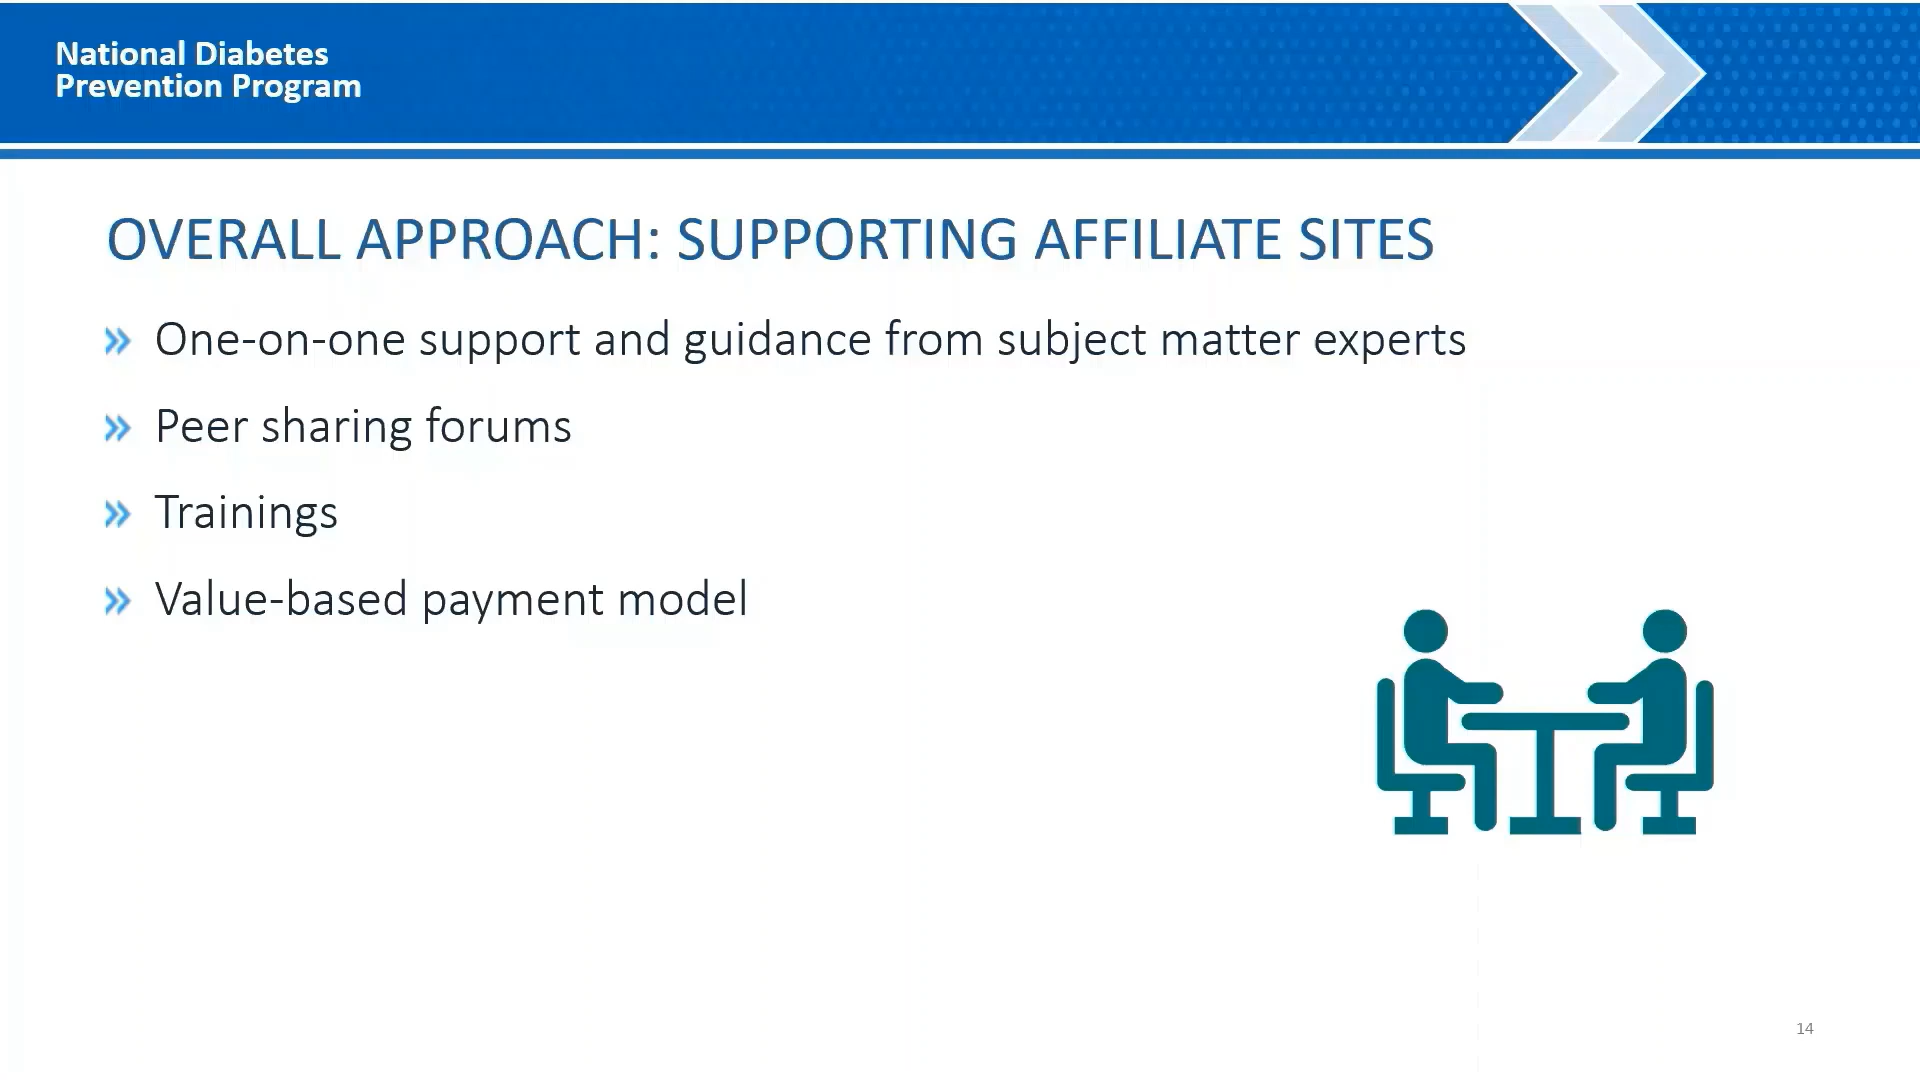 National Diabetes
Prevention Program
OVERALL APPROACH: SUPPORTING AFFILIATE SITES
One-on-one support and guidance from subject matter experts
Peer sharing forums
Trainings
Value-based payment model
14